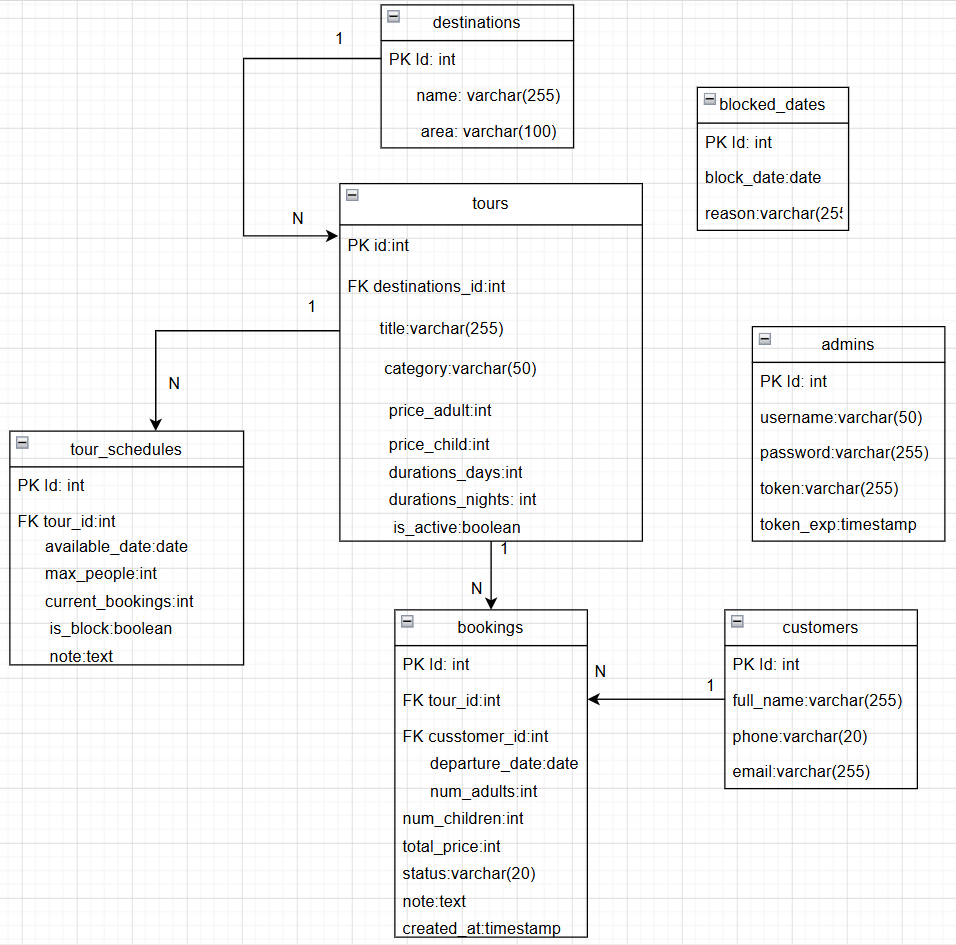 destinations
PK Id: int
name: varchar(255)
area: varchar(100)
1
N
blocked_dates
PK Id: int
block_date:date
reason:varchar(255
tours
PK id:int
FK destinations_id:int
title:varchar(255)
category:varchar(50)
price_adult:int
price_child:int
durations_days:int
durations_nights: int
is_active:boolean
1
N
admins
PK Id: int
username:varchar(50)
password:varchar(255)
token:varchar(255)
token_exp:timestamp
tour_schedules
PK Id: int
FK tour_id:int
available_date:date
max_people:int
current_bookings:int
is_block:boolean
note:text
1
N
bookings
PK Id: int
FK tour_id:int
FK cusstomer_id:int
departure_date:date
num_adults:int
num_children:int
total_price:int
status:varchar(20)
note:text
created_at:timestamp
N
1
customers
PK Id: int
full_name:varchar(255)
phone:varchar(20)
email:varchar(255)